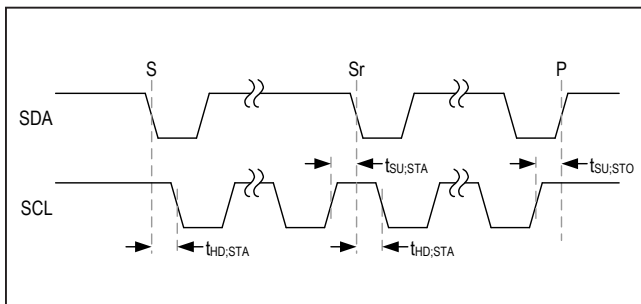 S Sr P
SDA
tSU;STA tSU;STO
SCL
tHD;STA tHD;STA